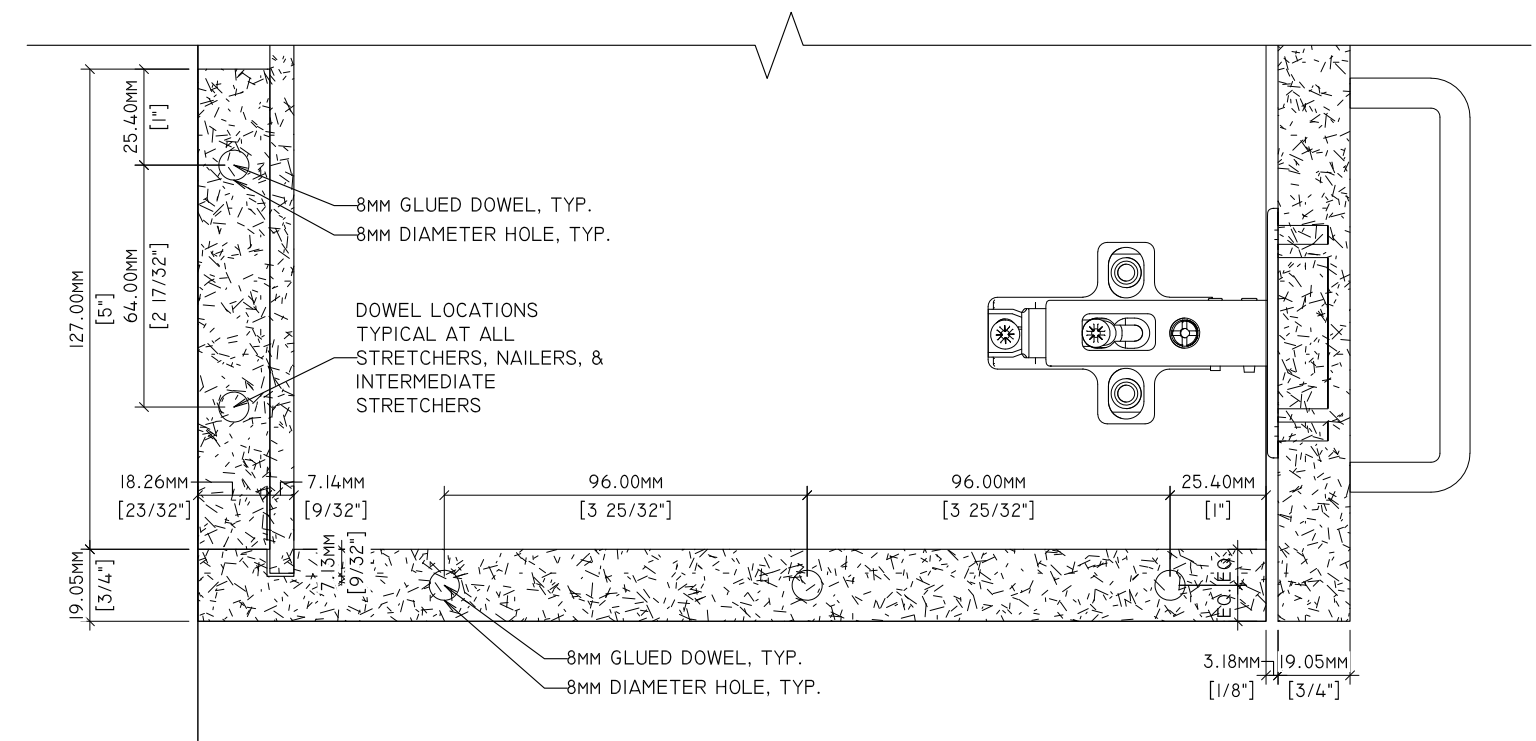 25.40MM
[1"]
64.00MM
[2 17/32"]
127.00MM
[5"]
8MM GLUED DOWEL, TYP.
8MM DIAMETER HOLE, TYP.
DOWEL LOCATIONS
TYPICAL AT ALL
STRETCHERS, NAILERS, &
INTERMEDIATE
STRETCHERS
18.26MM
[23/32"]
7.14MM
[9/32"]
96.00MM
[3 25/32"]
96.00MM
[3 25/32"]
25.40MM
[1"]
19.05MM
[3/4"]
7.13MM
[9/32"]
EQ
EQ
8MM GLUED DOWEL, TYP.
8MM DIAMETER HOLE, TYP.
3.18MM
[1/8"]
19.05MM
[3/4"]